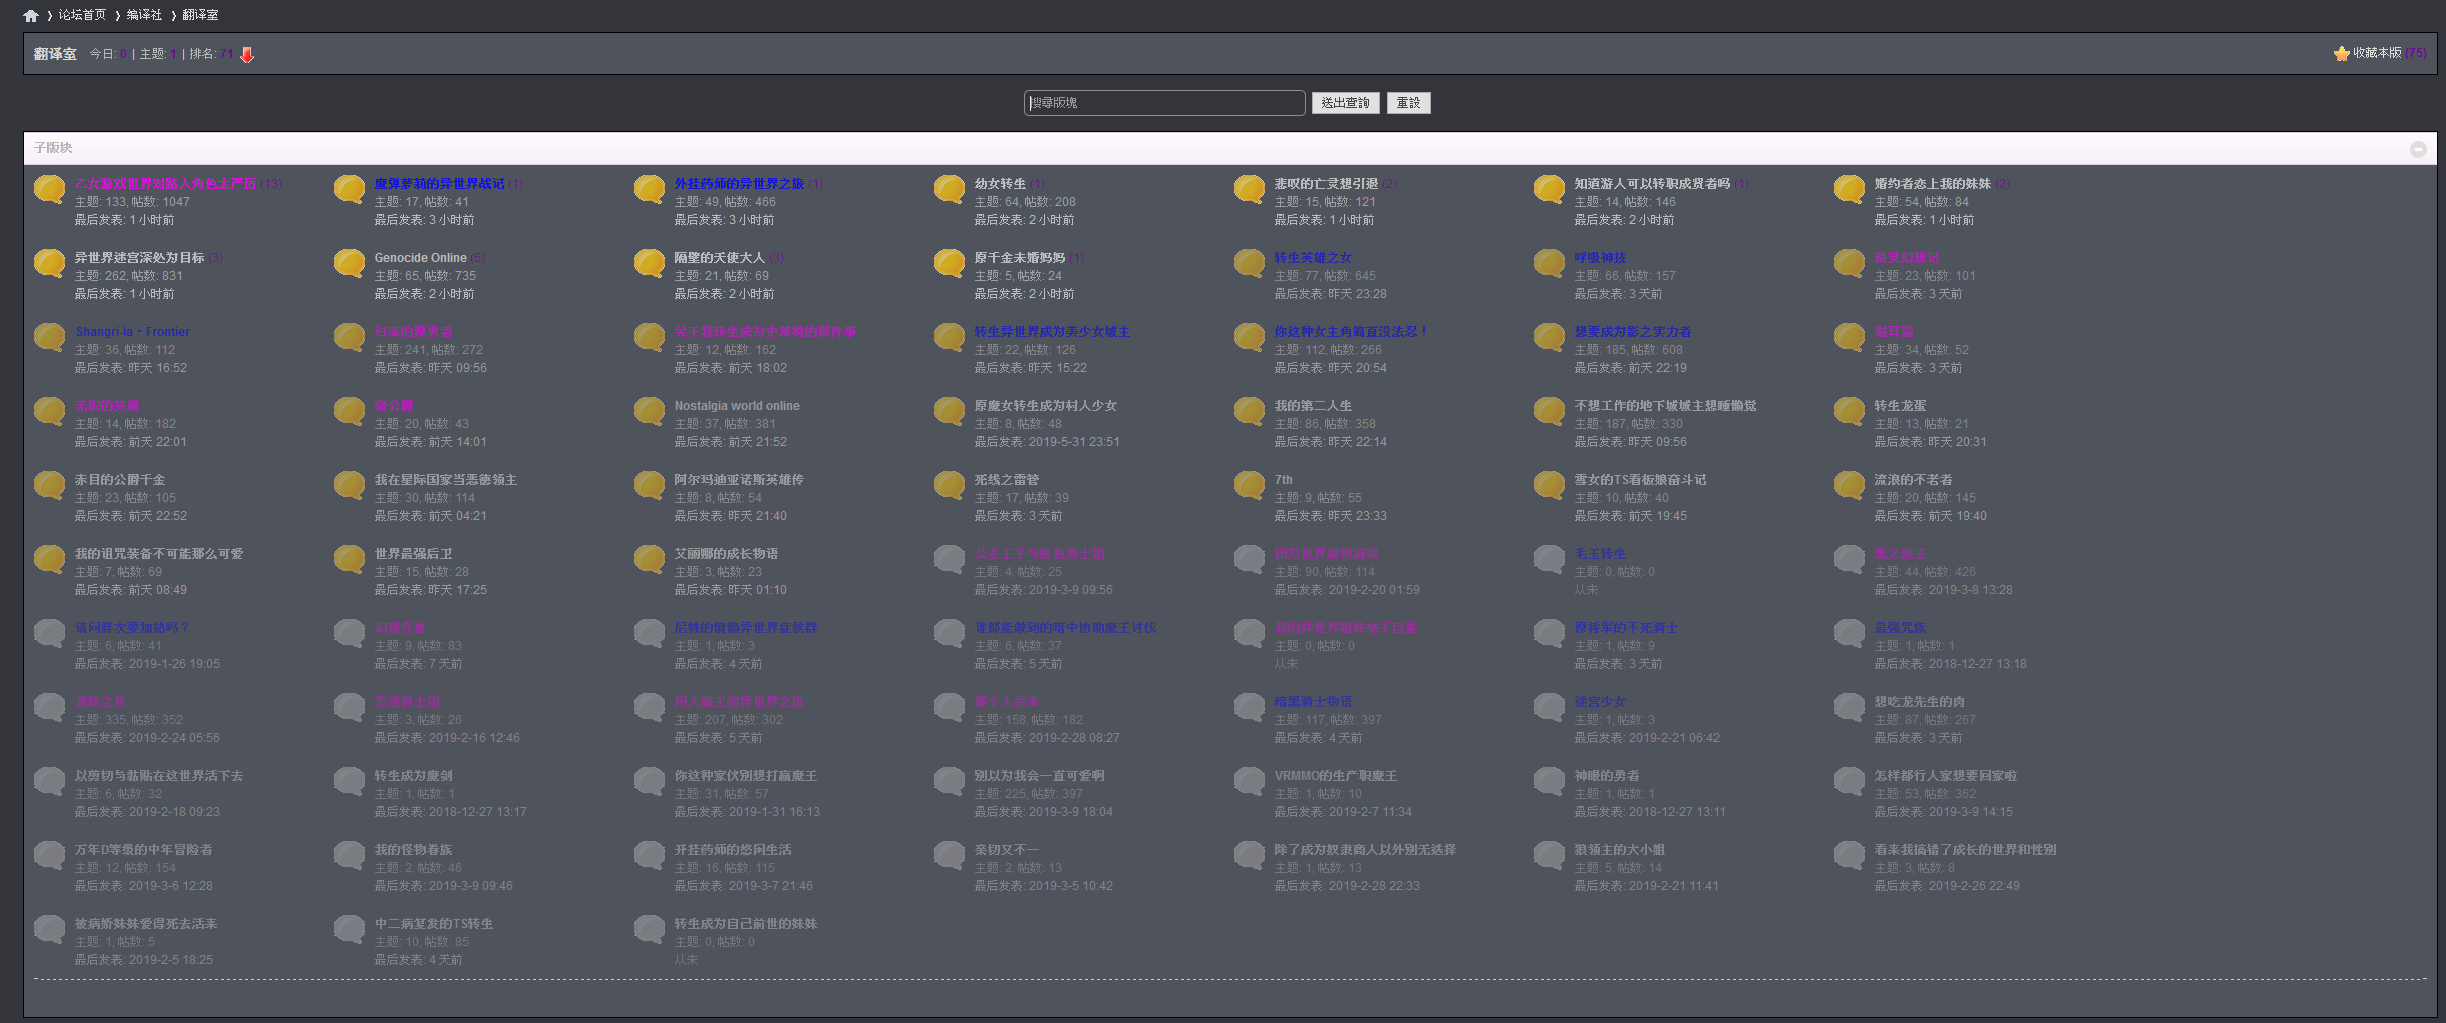 论坛首页 › 编译社 › 翻译室
翻译室 今日: 0 | 主题: 1 | 排名: 71
收藏本版 (75)
搜尋版塊 送出查詢 重設
子版块
乙女游戏世界对路人角色太严厉 (13)
主题: 133, 帖数: 1047
最后发表: 1 小时前
魔弹萝莉的异世界战记 (1)
主题: 17, 帖数: 41
最后发表: 3 小时前
外挂药师的异世界之旅 (1)
主题: 49, 帖数: 466
最后发表: 3 小时前
幼女转生 (1)
主题: 64, 帖数: 208
最后发表: 2 小时前
悲叹的亡灵想引退 (2)
主题: 15, 帖数: 121
最后发表: 1 小时前
知道游人可以转职成贤者吗 (1)
主题: 14, 帖数: 146
最后发表: 2 小时前
婚约者恋上我的妹妹 (2)
主题: 54, 帖数: 84
最后发表: 1 小时前
异世界迷宫深处为目标 (3)
主题: 262, 帖数: 831
最后发表: 1 小时前
Genocide Online (5)
主题: 65, 帖数: 735
最后发表: 2 小时前
隔壁的天使大人 (3)
主题: 21, 帖数: 69
最后发表: 2 小时前
原千金未婚妈妈 (1)
主题: 5, 帖数: 24
最后发表: 2 小时前
转生英雄之女
主题: 77, 帖数: 645
最后发表: 昨天 23:28
呼吸神技
主题: 66, 帖数: 157
最后发表: 3 天前
精灵幻想记
主题: 23, 帖数: 101
最后发表: 3 天前
Shangri-la・Frontier
主题: 36, 帖数: 112
最后发表: 昨天 16:52
归来的原勇者
主题: 241, 帖数: 272
最后发表: 昨天 09:56
关于我转生成为史莱姆的那件事
主题: 12, 帖数: 162
最后发表: 前天 18:02
转生异世界成为美少女城主
主题: 22, 帖数: 126
最后发表: 昨天 15:22
你这种女主角简直没法忍！
主题: 112, 帖数: 266
最后发表: 昨天 20:54
想要成为影之实力者
主题: 185, 帖数: 608
最后发表: 前天 22:19
猫耳猫
主题: 34, 帖数: 52
最后发表: 3 天前
无职的英雄
主题: 14, 帖数: 182
最后发表: 前天 22:01
毒公爵
主题: 20, 帖数: 43
最后发表: 前天 14:01
Nostalgia world online
主题: 37, 帖数: 381
最后发表: 前天 21:52
原魔女转生成为村人少女
主题: 8, 帖数: 48
最后发表: 2019-5-31 23:51
我的第二人生
主题: 86, 帖数: 358
最后发表: 昨天 22:14
不想工作的地下城城主想睡懒觉
主题: 187, 帖数: 330
最后发表: 昨天 09:56
转生龙蛋
主题: 13, 帖数: 21
最后发表: 昨天 20:31
赤目的公爵千金
主题: 23, 帖数: 105
最后发表: 前天 22:52
我在星际国家当恶德领主
主题: 30, 帖数: 114
最后发表: 前天 04:21
阿尔玛迪亚诺斯英雄传
主题: 8, 帖数: 54
最后发表: 昨天 21:40
死线之雷管
主题: 17, 帖数: 39
最后发表: 3 天前
7th
主题: 9, 帖数: 55
最后发表: 昨天 23:33
雪女的TS看板娘奋斗记
主题: 10, 帖数: 40
最后发表: 前天 19:45
流浪的不老者
主题: 20, 帖数: 145
最后发表: 前天 19:40
我的诅咒装备不可能那么可爱
主题: 7, 帖数: 69
最后发表: 前天 08:49
世界最强后卫
主题: 15, 帖数: 28
最后发表: 昨天 17:25
艾丽娜的成长物语
主题: 3, 帖数: 23
最后发表: 昨天 01:10
公主王子与虹色骑士团
主题: 4, 帖数: 25
最后发表: 2019-3-9 09:56
因为世界魔物满载
主题: 90, 帖数: 114
最后发表: 2019-2-20 01:59
毛玉转生
主题: 0, 帖数: 0
从未
黑之魔王
主题: 44, 帖数: 426
最后发表: 2019-3-8 13:28
请问群次要加热吗？
主题: 6, 帖数: 41
最后发表: 2019-1-26 19:05
幻想怪兽
主题: 9, 帖数: 83
最后发表: 7 天前
尼特的慵懒异世界症候群
主题: 1, 帖数: 3
最后发表: 4 天前
谁都能做到的暗中协助魔王讨伐
主题: 6, 帖数: 37
最后发表: 5 天前
我的异世界姐妹毫不自重
主题: 0, 帖数: 0
从未
原将军的不死骑士
主题: 1, 帖数: 9
最后发表: 3 天前
最强咒族
主题: 1, 帖数: 1
最后发表: 2018-12-27 13:18
主题: 335, 帖数: 352
最后发表: 2019-2-24 05:56
骑士团
主题: 3, 帖数: 26
最后发表: 2019-2-16 12:46
同人魔王的异世界之旅
主题: 207, 帖数: 302
最后发表: 5 天前
那个人后来
主题: 158, 帖数: 182
最后发表: 2019-2-28 08:27
暗黑骑士物语
主题: 117, 帖数: 397
最后发表: 4 天前
迷宫少女
主题: 1, 帖数: 3
最后发表: 2019-2-21 06:42
想吃龙先生的肉
主题: 87, 帖数: 267
最后发表: 3 天前
以剪切与黏贴在这世界活下去
主题: 6, 帖数: 32
最后发表: 2019-2-18 09:23
转生成为魔剑
主题: 1, 帖数: 1
最后发表: 2018-12-27 13:17
你这种家伙别想打赢魔王
主题: 31, 帖数: 57
最后发表: 2019-1-31 16:13
别以为我会一直可爱啊
主题: 225, 帖数: 397
最后发表: 2019-3-9 18:04
VRMMO的生产职魔王
主题: 1, 帖数: 10
最后发表: 2019-2-7 11:34
神眼的勇者
主题: 1, 帖数: 1
最后发表: 2018-12-27 13:11
怎样都行人家想要回家啦
主题: 53, 帖数: 362
最后发表: 2019-3-9 14:15
万年D等级的中年冒险者
主题: 12, 帖数: 154
最后发表: 2019-3-6 12:28
我的怪物眷族
主题: 2, 帖数: 46
最后发表: 2019-3-9 09:46
开挂药师的悠闲生活
主题: 16, 帖数: 115
最后发表: 2019-3-7 21:46
亲切又不一
主题: 2, 帖数: 13
最后发表: 2019-3-5 10:42
除了成为奴隶商人以外别无选择
主题: 1, 帖数: 13
最后发表: 2019-2-28 22:33
狼领主的大小姐
主题: 5, 帖数: 14
最后发表: 2019-2-21 11:41
看来我搞错了成长的世界和性别
主题: 3, 帖数: 8
最后发表: 2019-2-26 22:49
被病娇妹妹爱得死去活来
主题: 1, 帖数: 5
最后发表: 2019-2-5 18:25
中二病复发的TS转生
主题: 10, 帖数: 85
最后发表: 4 天前
转生成为自己前世的妹妹
主题: 0, 帖数: 0
从未